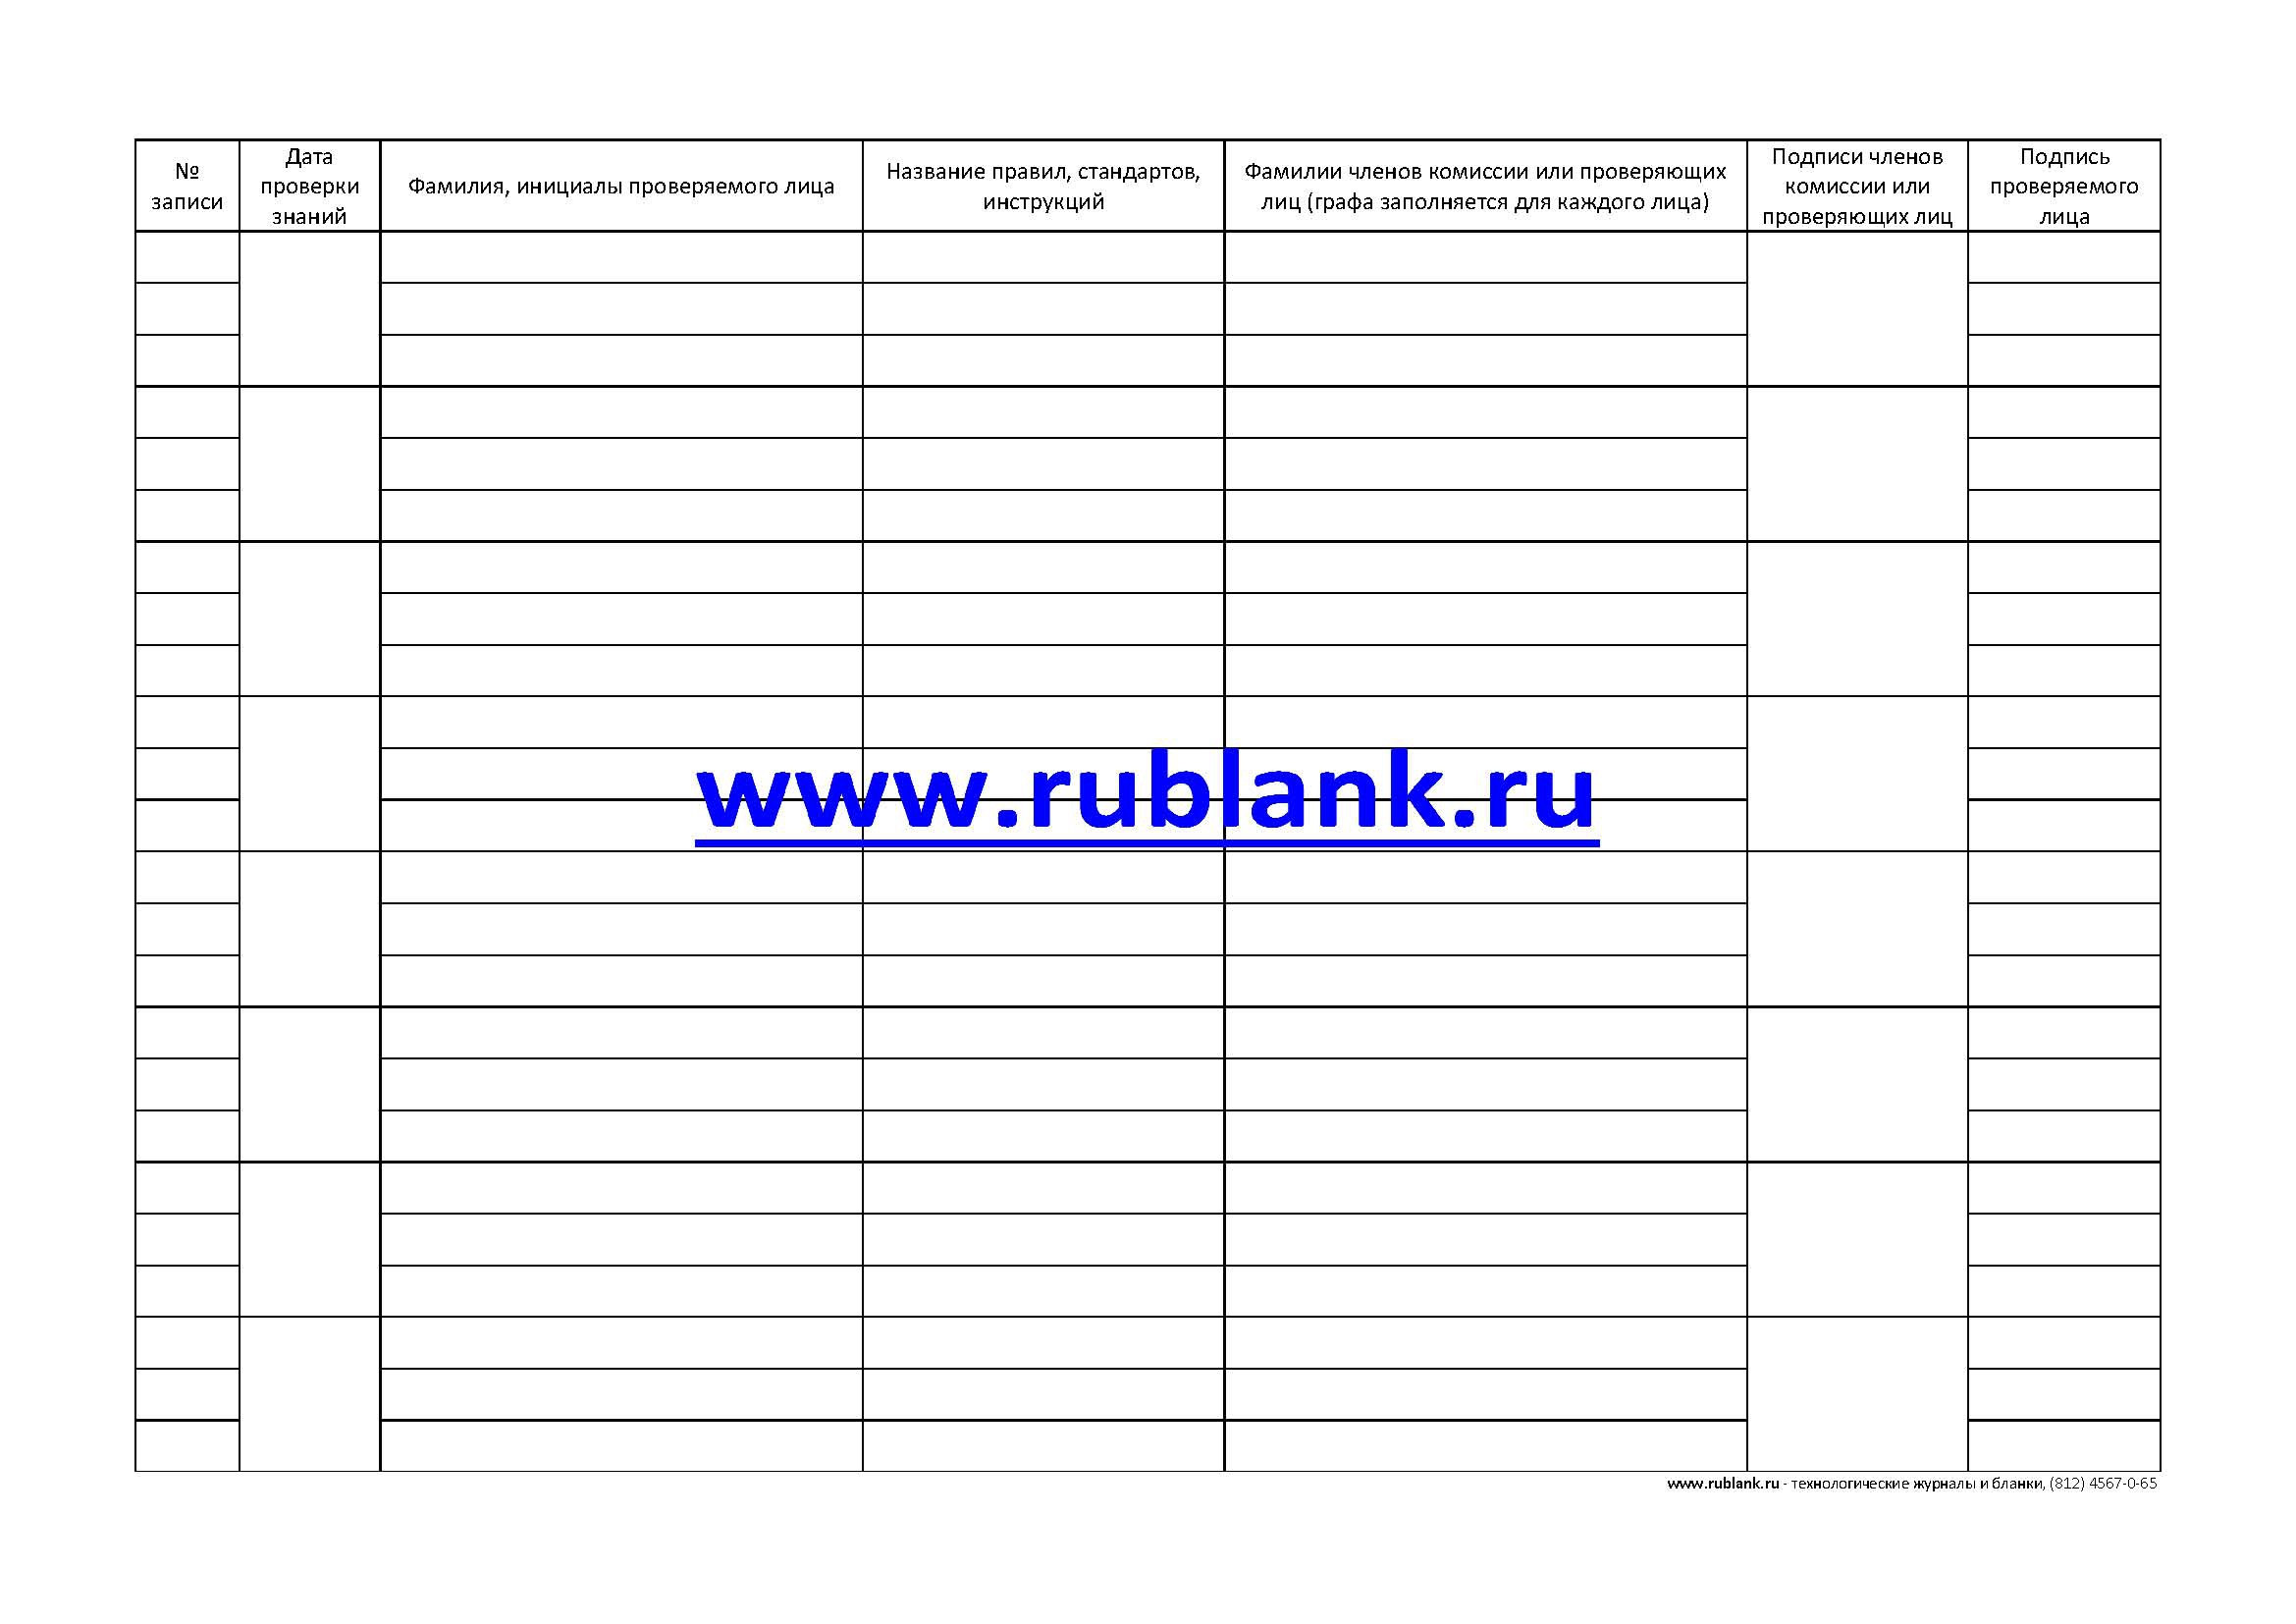 №
записи
Дата
проверки
знаний
Фамилия, инициалы проверяемого лица
Название правил, стандартов,
инструкций
Фамилии членов комиссии или проверяющих
лиц (графа заполняется для каждого лица)
Подписи членов
комиссии или
проверяющих лиц
Подпись
проверяемого
лица
www.rublank.ru
www.rublank.ru - технологические журналы и бланки, (812) 4567-0-65